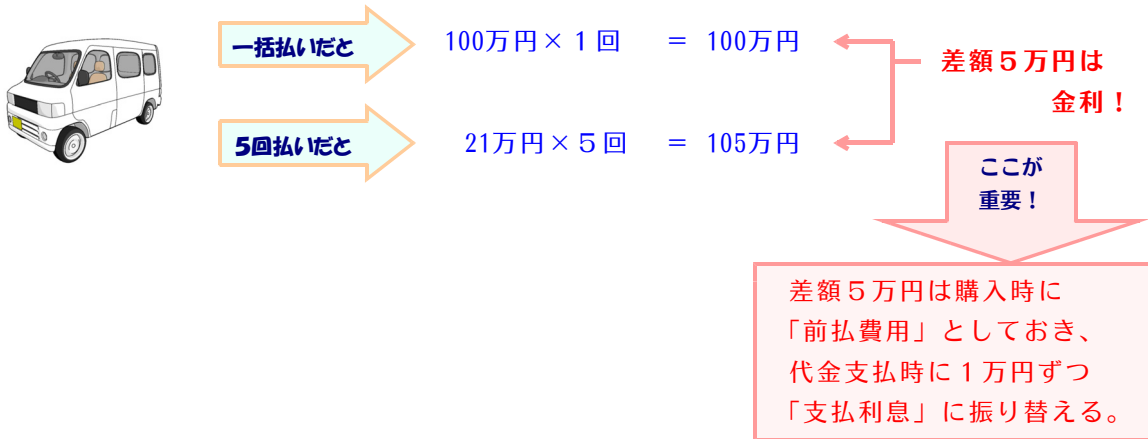 一括払いだと
100万円×１回 ＝ 100万円
5回払いだと
21万円×５回 ＝ 105万円
差額５万円は
金利！
ここが
重要！
差額５万円は購入時に
「前払費用」としておき、
代金支払時に１万円ずつ
「支払利息」に振り替える。